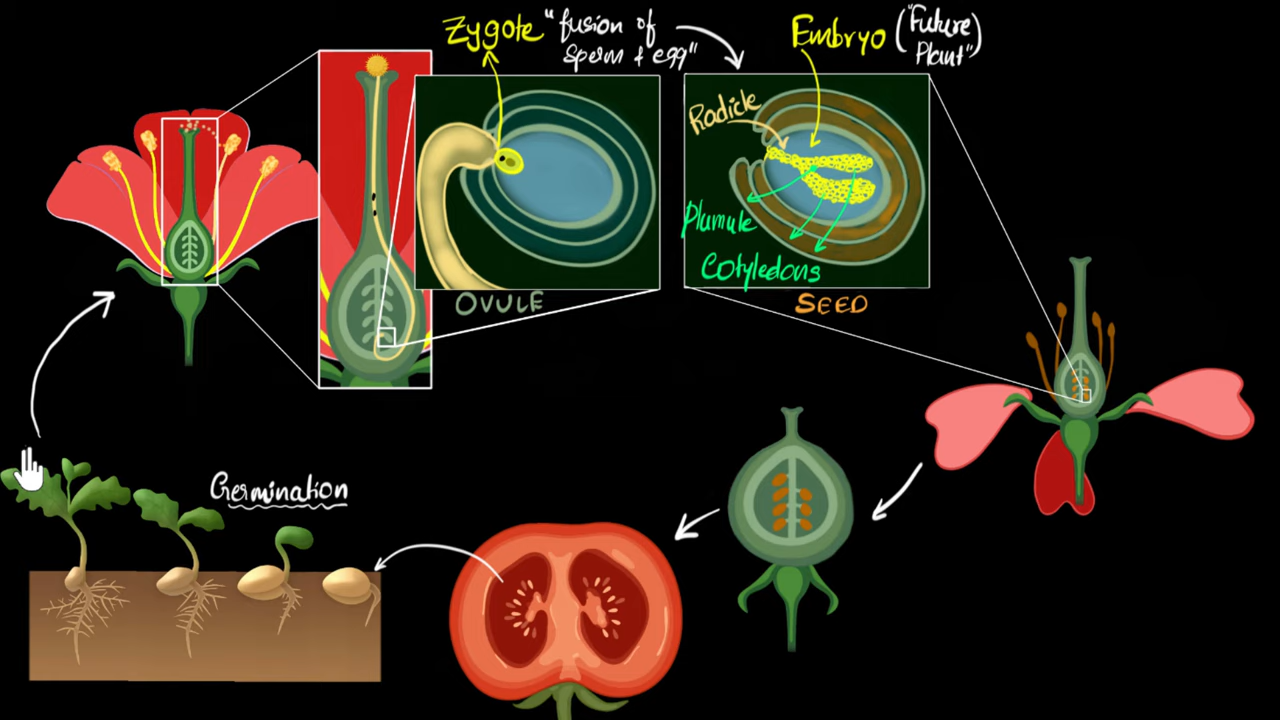 Zygote "fusion of
sperm + egg"
Embryo ("Future
Plant")
Radicle
Plumule
Cotyledons
OVULE
SEED
Germination